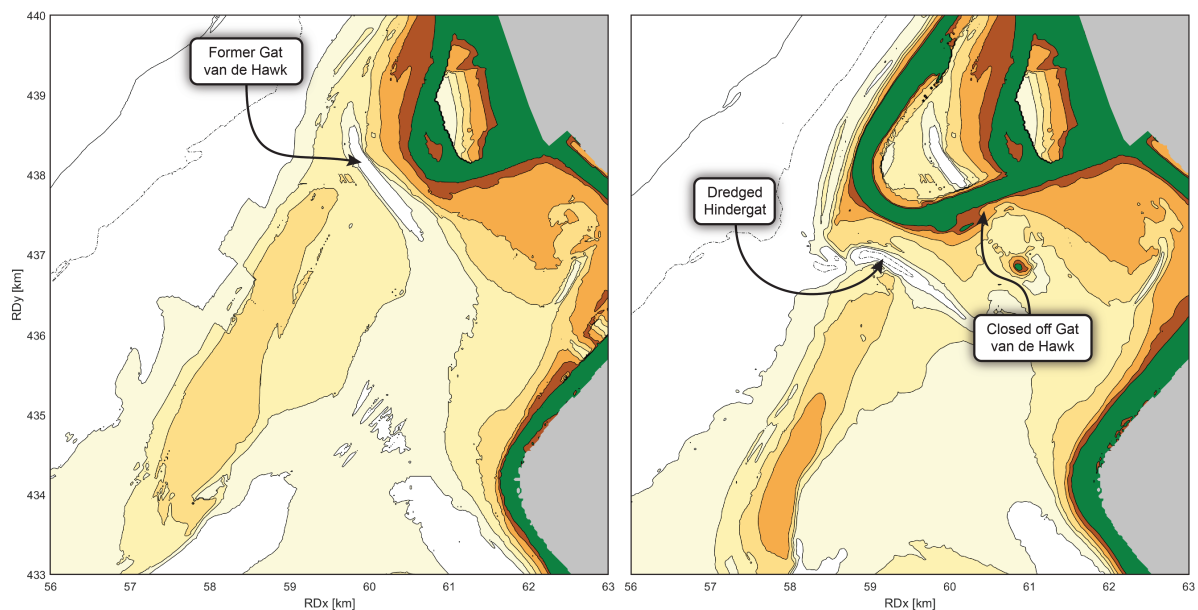 440
439
438
437
436
435
434
433
RDy [km]
56
57
58
59
60
61
62
63
RDx [km]
Former Gat
van de Hawk
Dredged
Hindergat
Closed off Gat
van de Hawk
56
57
58
59
60
61
62
63
RDx [km]